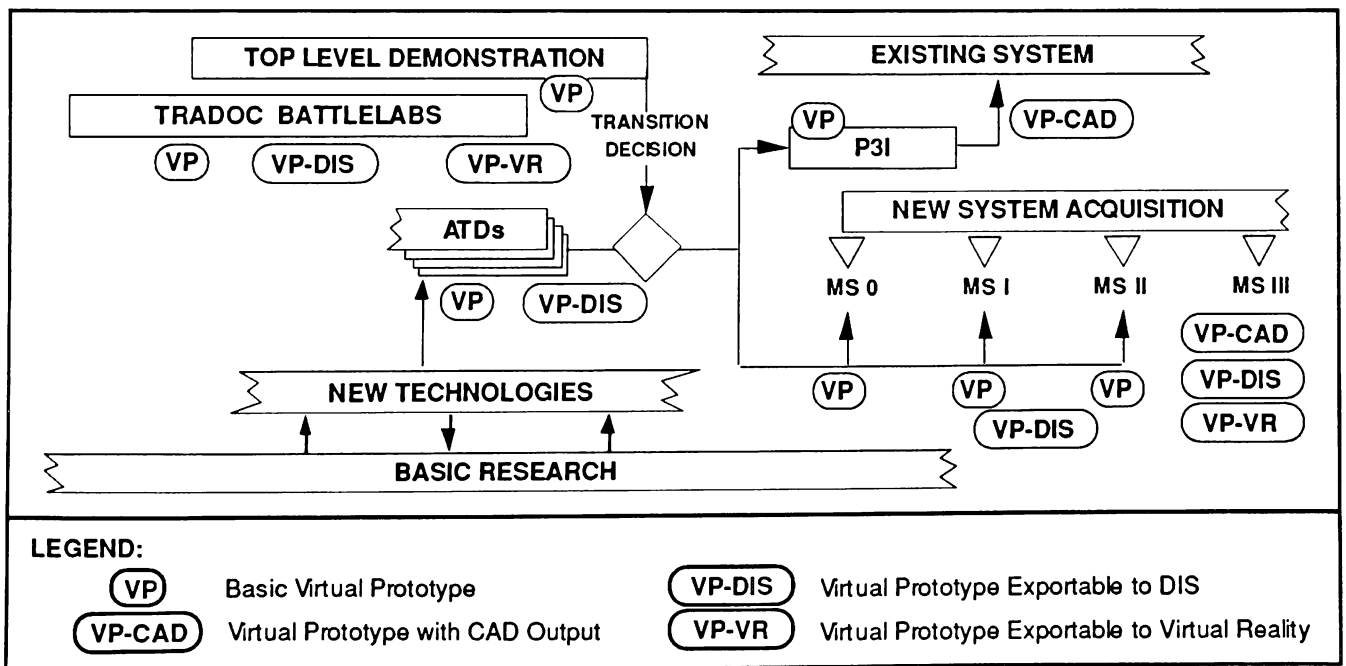 TOP LEVEL DEMONSTRATION
VP
TRADOC BATTLELABS
VP
VP-DIS
VP-VR
TRANSITION
DECISION
EXISTING SYSTEM
VP
P3I
VP-CAD
NEW SYSTEM ACQUISITION
MS 0
MS I
MS II
MS III
ATDs
VP
VP-DIS
VP-CAD
VP-DIS
VP-VR
VP
VP
VP
VP-DIS
NEW TECHNOLOGIES
BASIC RESEARCH
LEGEND:
VP Basic Virtual Prototype
VP-CAD Virtual Prototype with CAD Output
VP-DIS Virtual Prototype Exportable to DIS
VP-VR Virtual Prototype Exportable to Virtual Reality